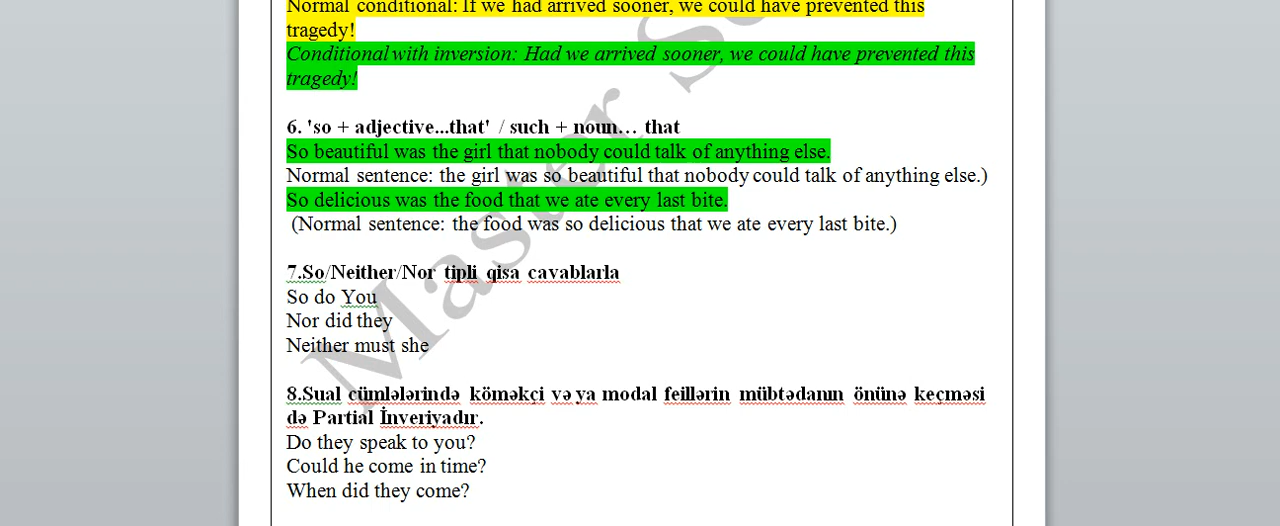 Normal conditional: If we had arrived sooner, we could have prevented this
tragedy!
Conditional with inversion: Had we arrived sooner, we could have prevented this
tragedy!
6. 'so + adjective...that' / such + noun... that
So beautiful was the girl that nobody could talk of anything else.
Normal sentence: the girl was so beautiful that nobody could talk of anything else.)
So delicious was the food that we ate every last bite.
(Normal sentence: the food was so delicious that we ate every last bite.)
7.So/Neither/Nor tipli qisa cavablarla
So do You
Nor did they
Neither must she
8.Sual cümlələrində köməkçi və ya modal feillərin mübtədanın önünə keçməsi
də Partial İnveriyadır.
Do they speak to you?
Could he come in time?
When did they come?
Master S